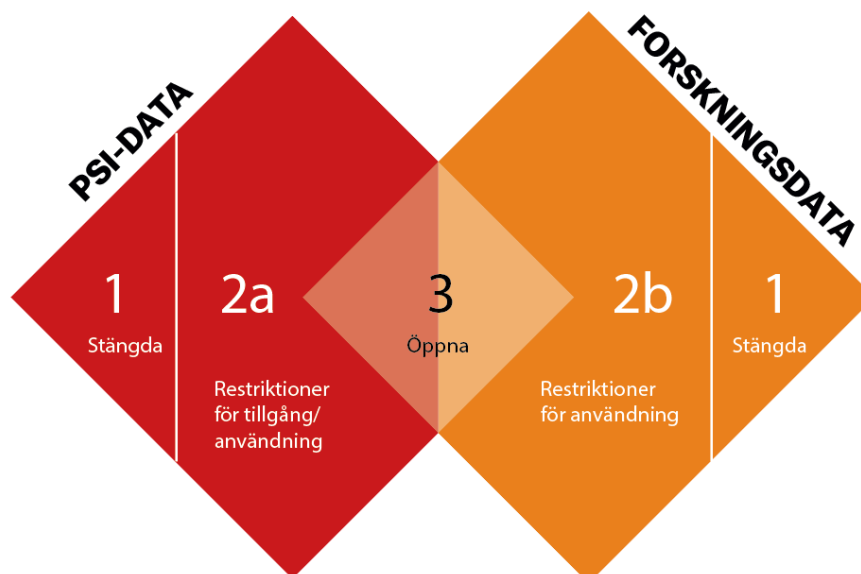 PSI-DATA
FORSKNINGSDATA
1
Stängda
2a
Restriktioner
för tillgång/
användning
3
Öppna
2b
Restriktioner
för användning
1
Stängda